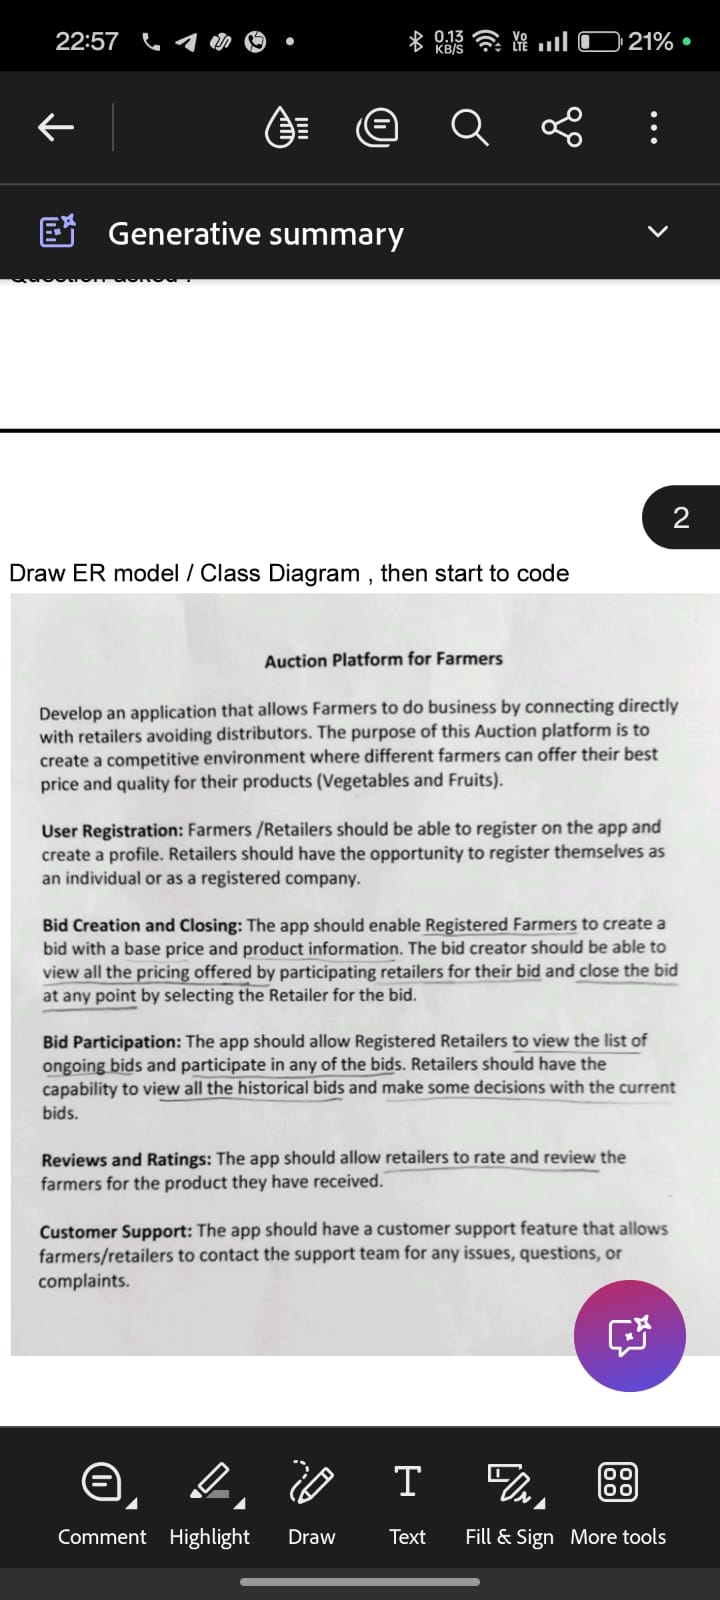 22:57
0.13 KB/S
Vo LTE
21%
Generative summary
2
Draw ER model / Class Diagram , then start to code
Auction Platform for Farmers
Develop an application that allows Farmers to do business by connecting directly
with retailers avoiding distributors. The purpose of this Auction platform is to
create a competitive environment where different farmers can offer their best
price and quality for their products (Vegetables and Fruits).
User Registration: Farmers /Retailers should be able to register on the app and
create a profile. Retailers should have the opportunity to register themselves as
an individual or as a registered company.
Bid Creation and Closing: The app should enable Registered Farmers to create a
bid with a base price and product information. The bid creator should be able to
view all the pricing offered by participating retailers for their bid and close the bid
at any point by selecting the Retailer for the bid.
Bid Participation: The app should allow Registered Retailers to view the list of
ongoing bids and participate in any of the bids. Retailers should have the
capability to view all the historical bids and make some decisions with the current
bids.
Reviews and Ratings: The app should allow retailers to rate and review the
farmers for the product they have received.
Customer Support: The app should have a customer support feature that allows
farmers/retailers to contact the support team for any issues, questions, or
complaints.
Comment
Highlight
Draw
T
Text
Fill & Sign
More tools